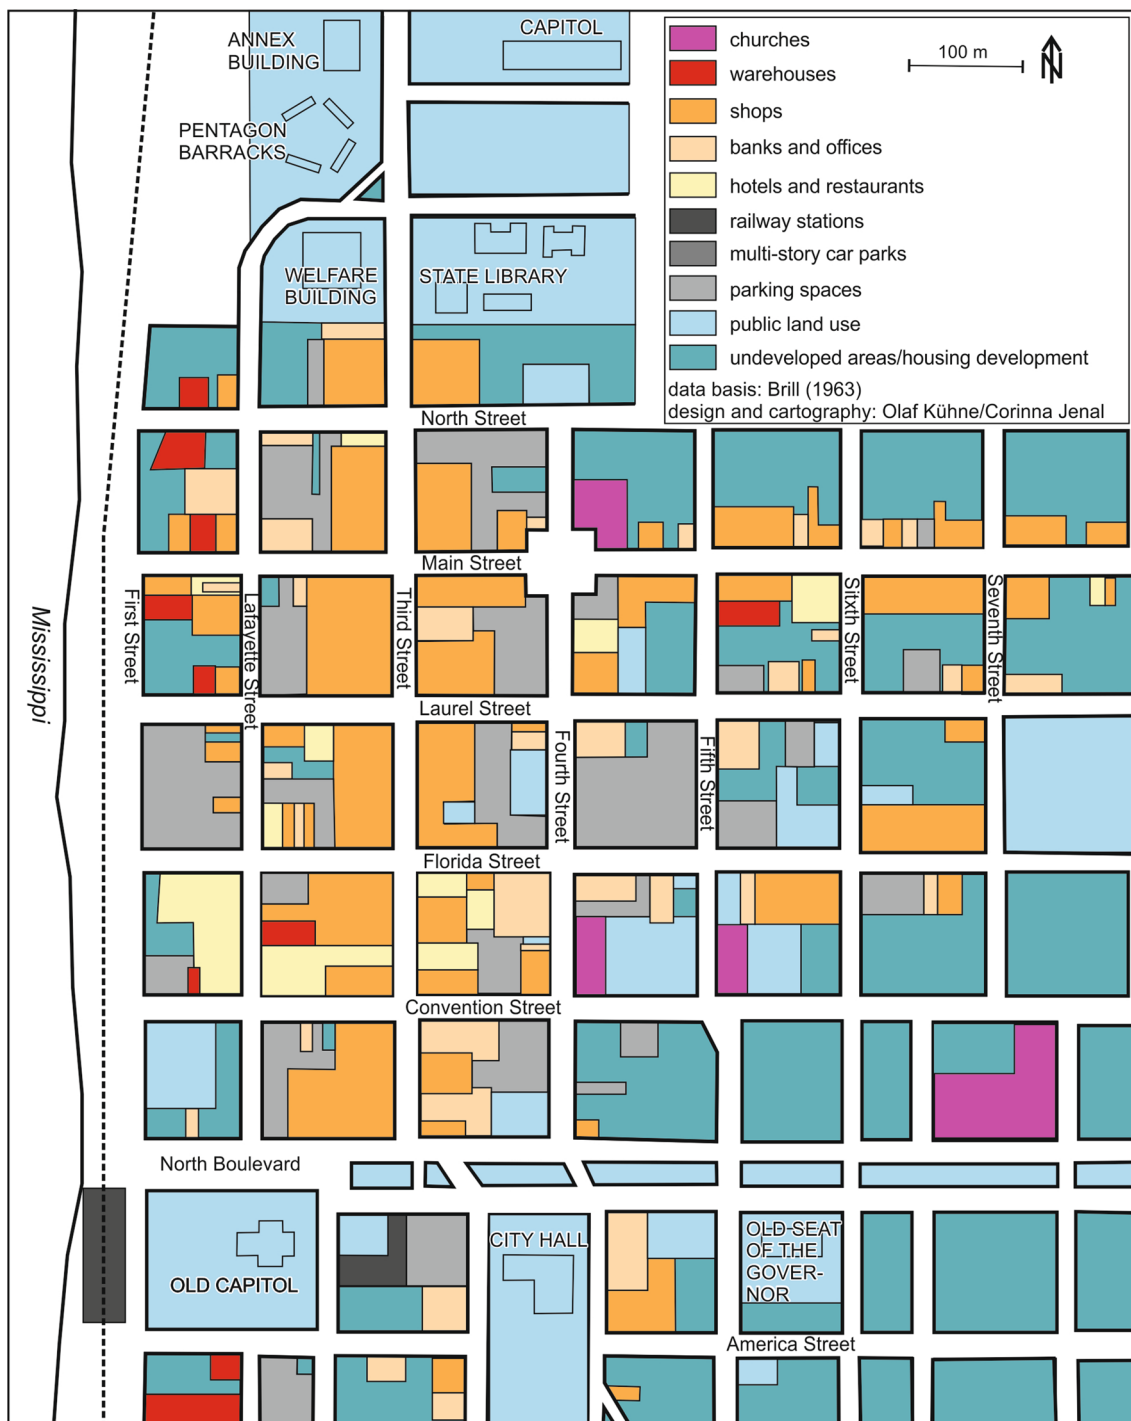 ANNEX
BUILDING
CAPITOL
PENTAGON
BARRACKS
WELFARE
BUILDING
STATE LIBRARY
churches
warehouses
shops
banks and offices
hotels and restaurants
railway stations
multi-story car parks
parking spaces
public land use
undeveloped areas/housing development
data basis: Brill (1963)
design and cartography: Olaf Kühne/Corinna Jenal
100 m
N
North Street
Main Street
Mississippi
First Street
Lafayette Street
Third Street
Sitxth Street
Seventh Street
Laurel Street
Fourth Street
Fifth Street
Florida Street
Convention Street
North Boulevard
OLD CAPITOL
CITY HALL
OLD SEAT
OF THE
GOVER-
NOR
America Street